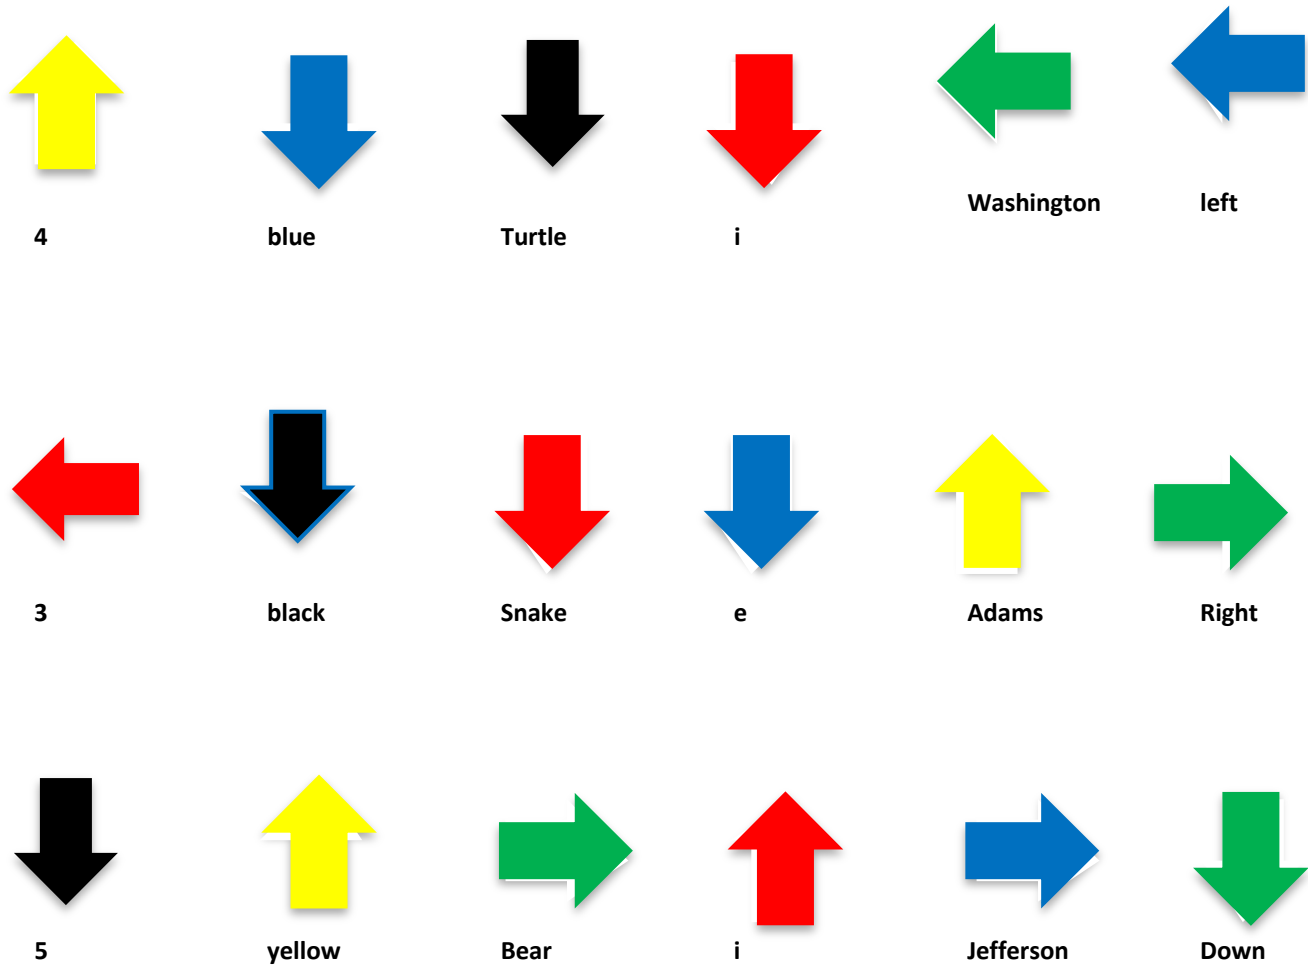 4 blue Turtle i Washington left
3 black Snake e Adams Right
5 yellow Bear i Jefferson Down